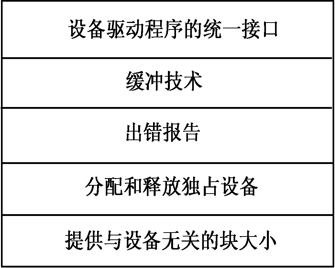 设备驱动程序的统一接口
缓冲技术
出错报告
分配和释放独占设备
提供与设备无关的块大小